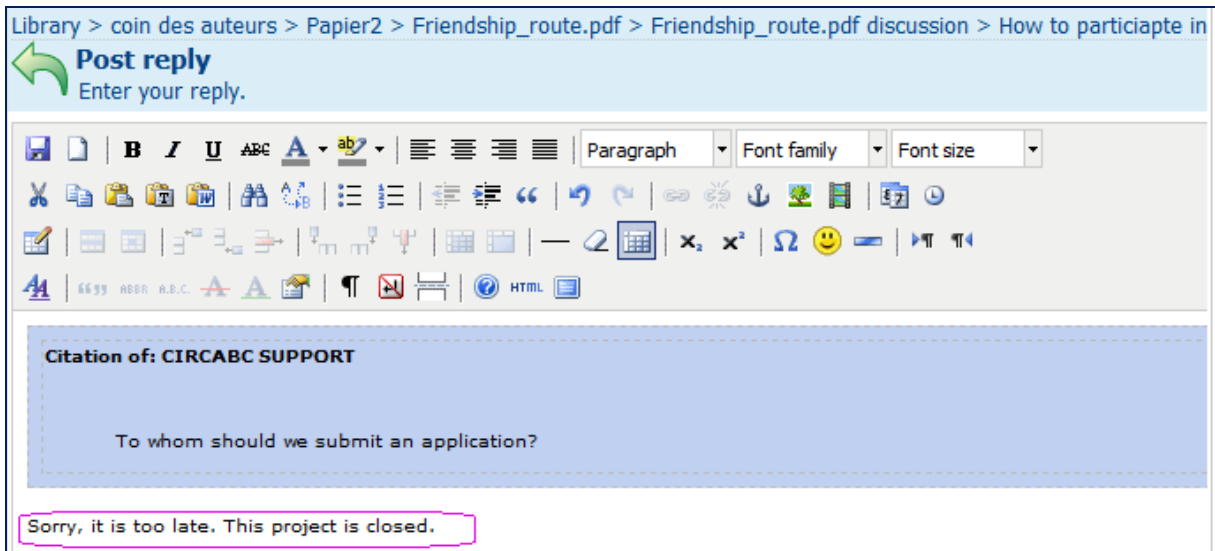 Library > coin des auteurs > Papier2 > Friendship_route.pdf > Friendship_route.pdf discussion > How to particiapte in
Post reply
Enter your reply.
B I U ABC A ab Paragraph Font family Font size
HTML
Citation of: CIRCABC SUPPORT
To whom should we submit an application?
Sorry, it is too late. This project is closed.